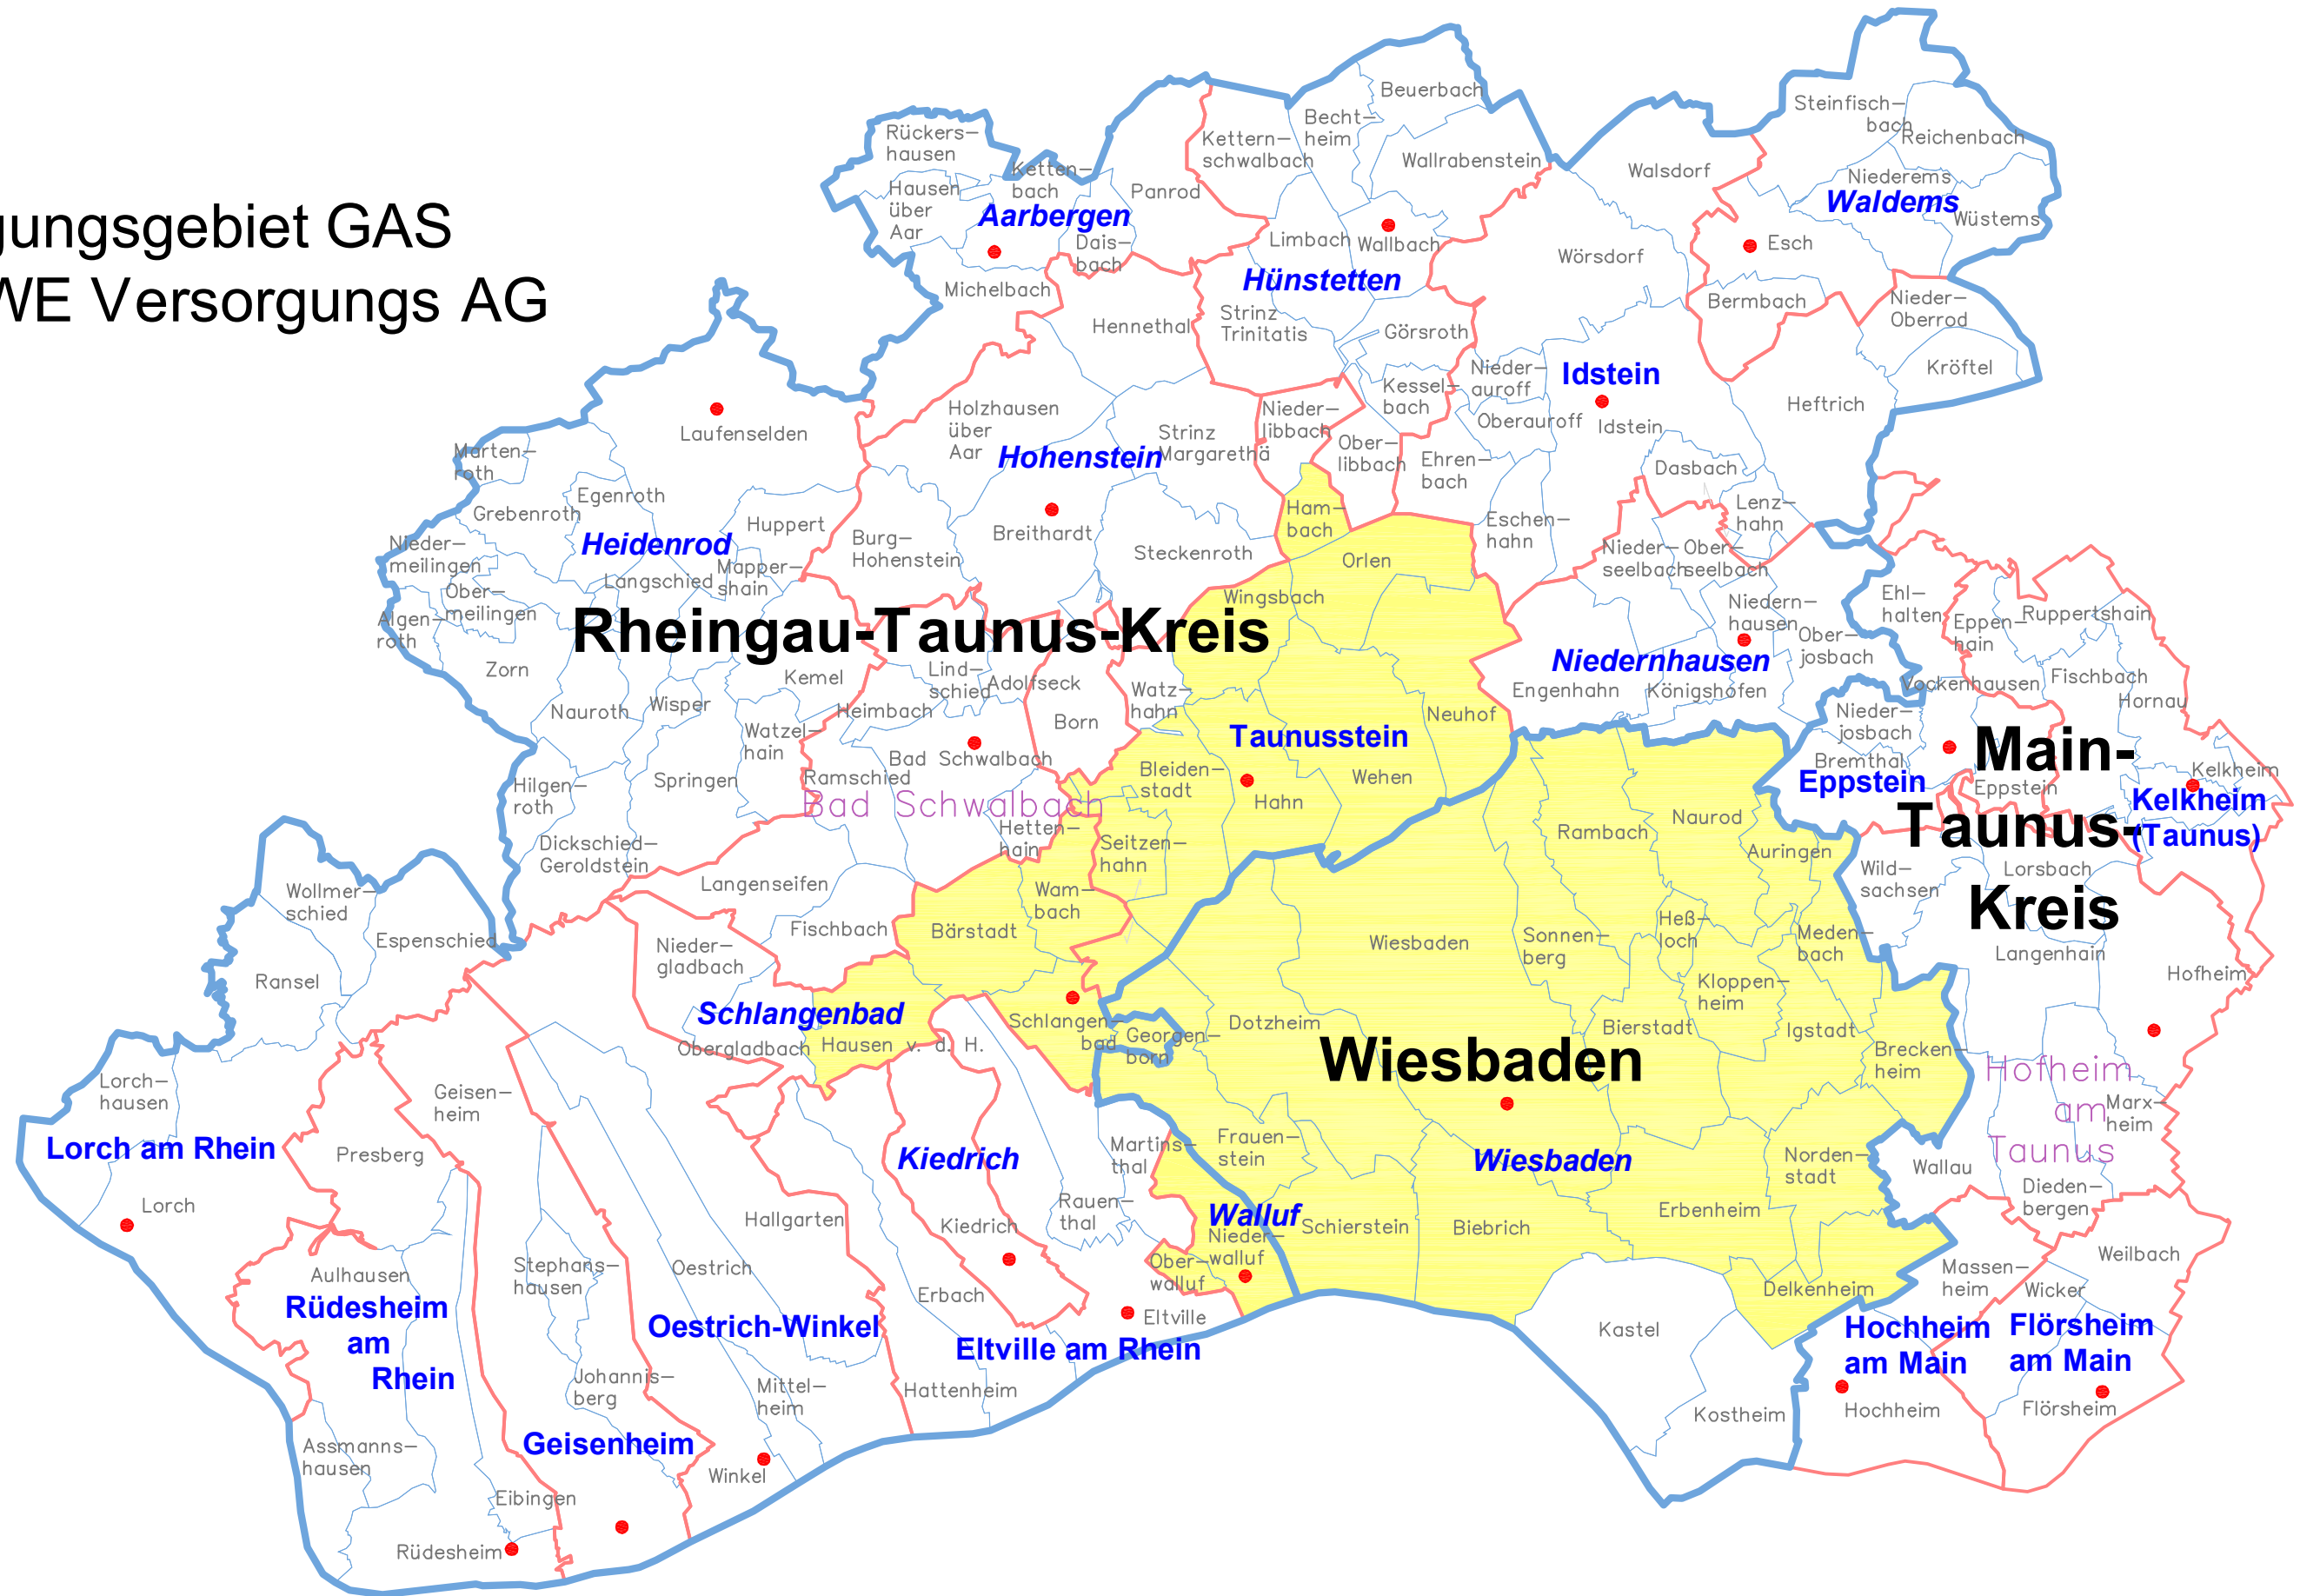 gungsgebiet GAS
WE Versorgungs AG
Rheingau-Taunus-Kreis
Main-
Taunus-
Kreis
Wiesbaden
Aarbergen
Rückers-
hausen
Hausen
über
Aar
Ketten-
bach
Panrod
Dais-
bach
Michelbach
Hünstetten
Kettern-
schwalbach
Becht-
heim
Beuerbach
Wallrabenstein
Limbach
Wallbach
Strinz
Trinitatis
Görsroth
Kessel-
bach
Waldems
Steinfisch-
bach
Reichenbach
Niederems
Wüstems
Esch
Bermbach
Idstein
Walsdorf
Wörsdorf
Nieder-
Oberrod
Kröftel
Heftrich
Nieder-
auroff
Oberauroff
Idstein
Dasbach
Lenz-
hahn
Ehren-
bach
Eschen-
hahn
Hohenstein
Hennethal
Holzhausen
über
Aar
Strinz
Margarethä
Breithardt
Burg-
Hohenstein
Steckenroth
Heidenrod
Laufenselden
Marten-
roth
Egenroth
Grebenroth
Huppert
Nieder-
meilingen
Ober-
meilingen
Langschied
Mapper-
shain
Algen-
roth
Zorn
Kemel
Nauroth
Wisper
Watzel-
hain
Springen
Hilgen-
roth
Dickschied-
Geroldstein
Taunusstein
Nieder-
libbach
Ober-
libbach
Ham-
bach
Orlen
Wingsbach
Watz-
hahn
Neuhof
Wehen
Bleiden-
stadt
Hahn
Seitzen-
hahn
Born
Niedernhausen
Nieder-
seelbach
Ober-
seelbach
Niedern-
hausen
Ober-
josbach
Engenhahn
Königshofen
Bad Schwalbach
Lind-
schied
Adolfseck
Heimbach
Bad Schwalbach
Ramschied
Hetten-
hain
Langenseifen
Fischbach
Eppstein
Ehl-
halten
Vockenhausen
Nieder-
josbach
Bremthal
Eppstein
Kelkheim
(Taunus)
Eppen-
hain
Ruppertshain
Fischbach
Hornau
Kelkheim
Hofheim
am
Taunus
Wild-
sachsen
Lorsbach
Langenhain
Hofheim
Marx-
heim
Wallau
Dieden-
bergen
Schlangenbad
Nieder-
gladbach
Obergladbach
Hausen v. d. H.
Bärstadt
Wam-
bach
Schlangen-
bad
Georgen-
born
Wiesbaden
Wiesbaden
Sonnen-
berg
Rambach
Naurod
Auringen
Heß-
loch
Meden-
bach
Kloppen-
heim
Bierstadt
Igstadt
Brecken-
heim
Dotzheim
Frauen-
stein
Schierstein
Biebrich
Erbenheim
Norden-
stadt
Delkenheim
Kastel
Kostheim
Lorch am Rhein
Wollmer-
schied
Espenschied
Ransel
Lorch-
hausen
Lorch
Rüdesheim
am
Rhein
Presberg
Aulhausen
Assmanns-
hausen
Eibingen
Rüdesheim
Geisenheim
Geisen-
heim
Stephans-
hausen
Johannis-
berg
Oestrich-Winkel
Hallgarten
Oestrich
Mittel-
heim
Winkel
Kiedrich
Kiedrich
Eltville am Rhein
Martins-
thal
Rauen-
thal
Erbach
Hattenheim
Eltville
Walluf
Nieder-
walluf
Ober-
walluf
Hochheim
am Main
Massen-
heim
Hochheim
Flörsheim
am Main
Weilbach
Wicker
Flörsheim